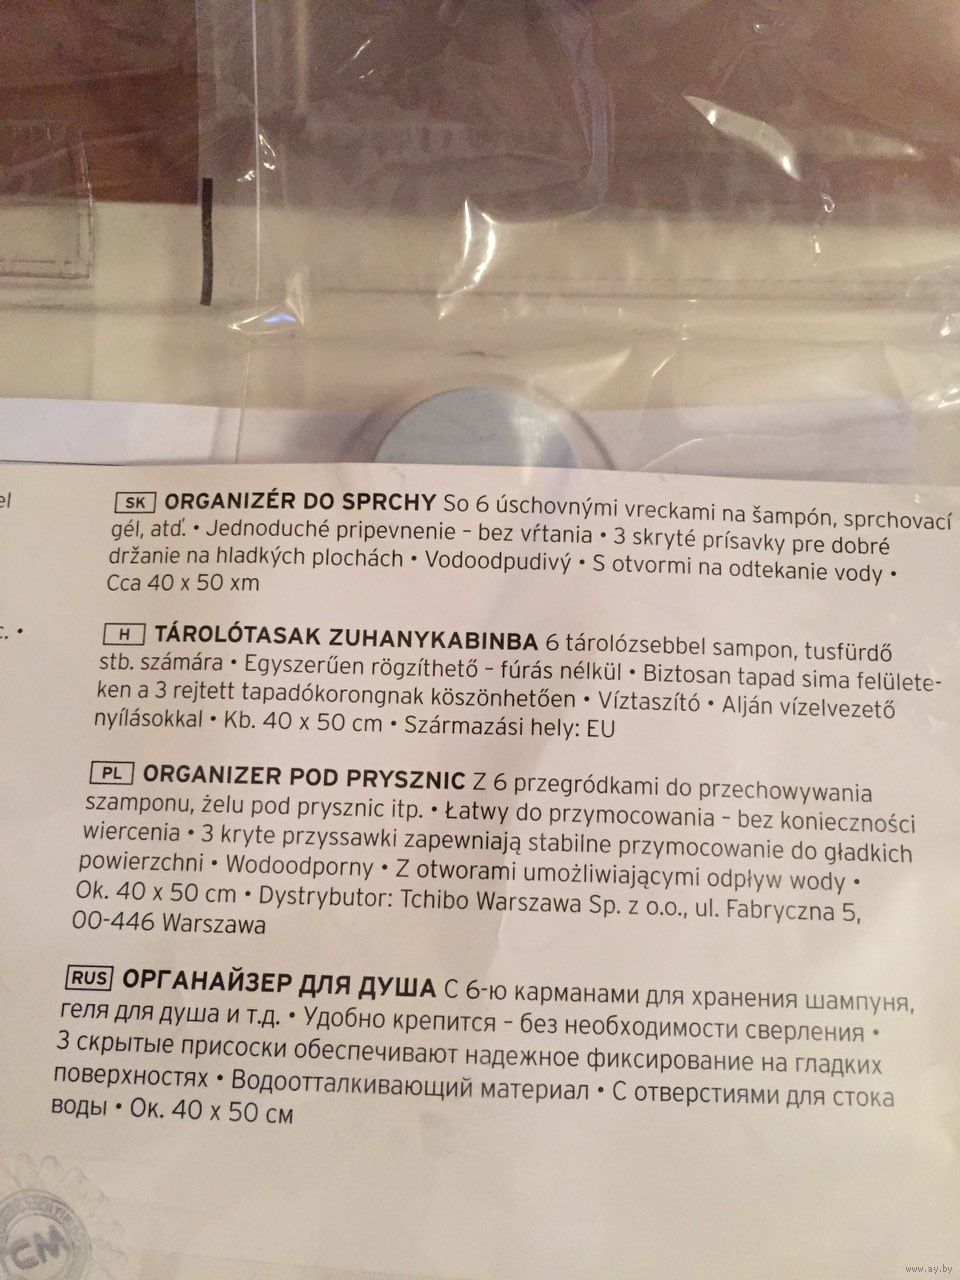 el
SK ORGANIZÉR DO SPRCHY So 6 úschovnými vreckami na šampón, sprchovací
gél, atď. • Jednoduché pripevnenie – bez vŕtania • 3 skryté prísavky pre dobré
držanie na hladkých plochách • Vodoodpudivý • S otvormi na odtekanie vody •
Cca 40 x 50 xm
c. •
H TÁROLÓTASAK ZUHANYKABINBA 6 tárolózsebbel sampon, tusfürdő
stb. számára • Egyszerűen rögzíthető – fúrás nélkül • Biztosan tapad sima felülete-
ken a 3 rejtett tapadókorongnak köszönhetően • Víztaszító • Alján vízelvezető
nyílásokkal • Kb. 40 x 50 cm • Származási hely: EU
PL ORGANIZER POD PRYSZNIC Z 6 przegródkami do przechowywania
szamponu, żelu pod prysznic itp. • Łatwy do przymocowania – bez konieczności
wiercenia • 3 kryte przyssawki zapewniają stabilne przymocowanie do gładkich
powierzchni • Wodoodporny • Z otworami umożliwiającymi odpływ wody •
Ok. 40 x 50 cm • Dystrybutor: Tchibo Warszawa Sp. z o.o., ul. Fabryczna 5,
00-446 Warszawa
RUS ОРГАНАЙЗЕР ДЛЯ ДУША С 6-ю карманами для хранения шампуня,
геля для душа и т.д. • Удобно крепится – без необходимости сверления •
3 скрытые присоски обеспечивают надежное фиксирование на гладких
поверхностях • Водоотталкивающий материал • С отверстиями для стока
воды • Ок. 40 x 50 см
TCM
www.ay.by